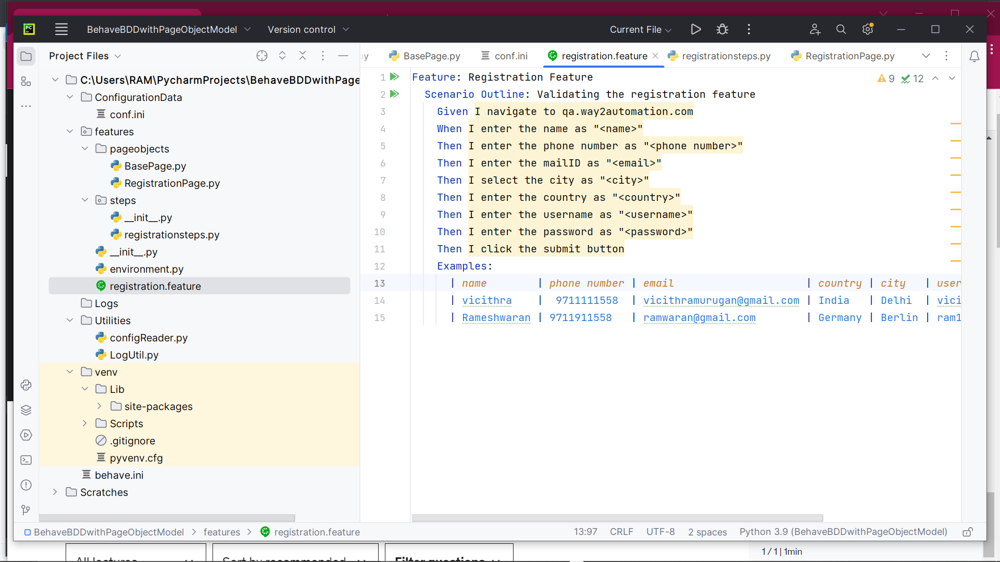 BehaveBDDwithPageObjectModel
Version control
Current File
Project Files
y
BasePage.py
conf.ini
registration.feature
registrationsteps.py
RegistrationPage.py
C:\Users\RAM\PycharmProjects\BehaveBDDwithPage
ConfigurationData
conf.ini
features
pageobjects
BasePage.py
RegistrationPage.py
steps
__init__.py
registrationsteps.py
__init__.py
environment.py
registration.feature
Logs
Utilities
configReader.py
LogUtil.py
venv
Lib
site-packages
Scripts
.gitignore
pyvenv.cfg
behave.ini
Scratches
9 12
1 Feature: Registration Feature
2 Scenario Outline: Validating the registration feature
3 Given I navigate to qa.way2automation.com
4 When I enter the name as "<name>"
5 Then I enter the phone number as "<phone number>"
6 Then I enter the mailID as "<email>"
7 Then I select the city as "<city>"
8 Then I enter the country as "<country>"
9 Then I enter the username as "<username>"
10 Then I enter the password as "<password>"
11 Then I click the submit button
12 Examples:
13 | name | phone number | email | country | city | user
14 | vicithra | 9711111558 | vicithramurugan@gmail.com | India | Delhi | vici
15 | Rameshwaran | 9711911558 | ramwaran@gmail.com | Germany | Berlin | ram1
BehaveBDDwithPageObjectModel > features > registration.feature
13:97 CRLF UTF-8 2 spaces Python 3.9 (BehaveBDDwithPageObjectModel)
All lectures
Sort by recommended
Filter questions
1 / 1 | 1min